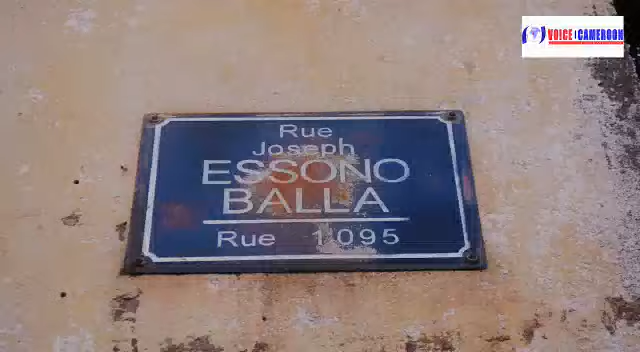 VOICE CAMEROON
Rue
Joseph
ESSONO
BALLA
Rue 1095